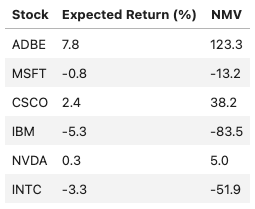 Stock Expected Return (%) NMV
ADBE 7.8 123.3
MSFT -0.8 -13.2
CSCO 2.4 38.2
IBM -5.3 -83.5
NVDA 0.3 5.0
INTC -3.3 -51.9